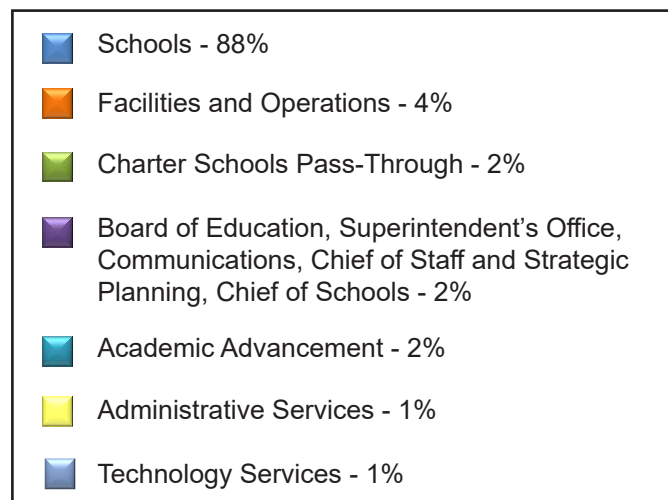 Schools - 88%
Facilities and Operations - 4%
Charter Schools Pass-Through - 2%
Board of Education, Superintendent’s Office,
Communications, Chief of Staff and Strategic
Planning, Chief of Schools - 2%
Academic Advancement - 2%
Administrative Services - 1%
Technology Services - 1%